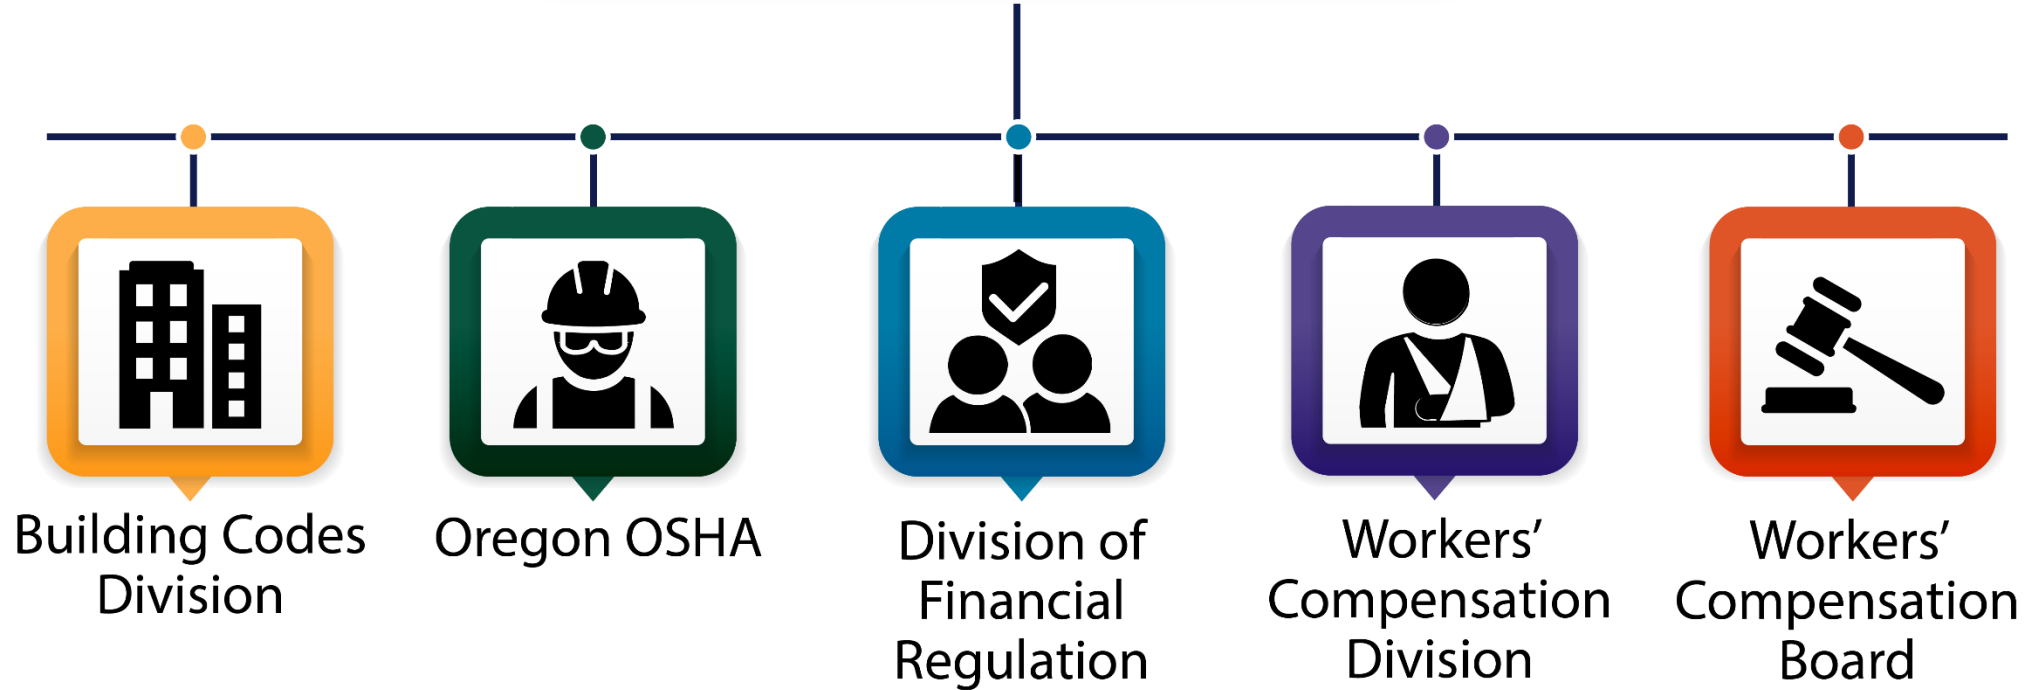 Building Codes
Division
Oregon OSHA
Division of
Financial
Regulation
Workers’
Compensation
Division
Workers’
Compensation
Board